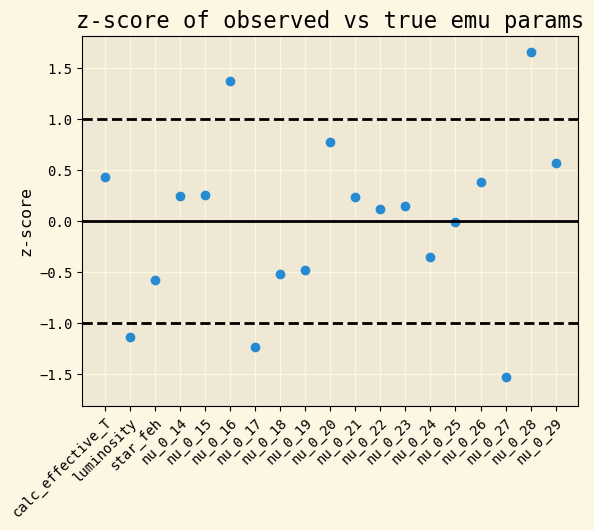 z-score of observed vs true emu params
z-score
1.5
1.0
0.5
0.0
−0.5
−1.0
−1.5
calc_effective_T
luminosity
star_feh
nu_0_14
nu_0_15
nu_0_16
nu_0_17
nu_0_18
nu_0_19
nu_0_20
nu_0_21
nu_0_22
nu_0_23
nu_0_24
nu_0_25
nu_0_26
nu_0_27
nu_0_28
nu_0_29